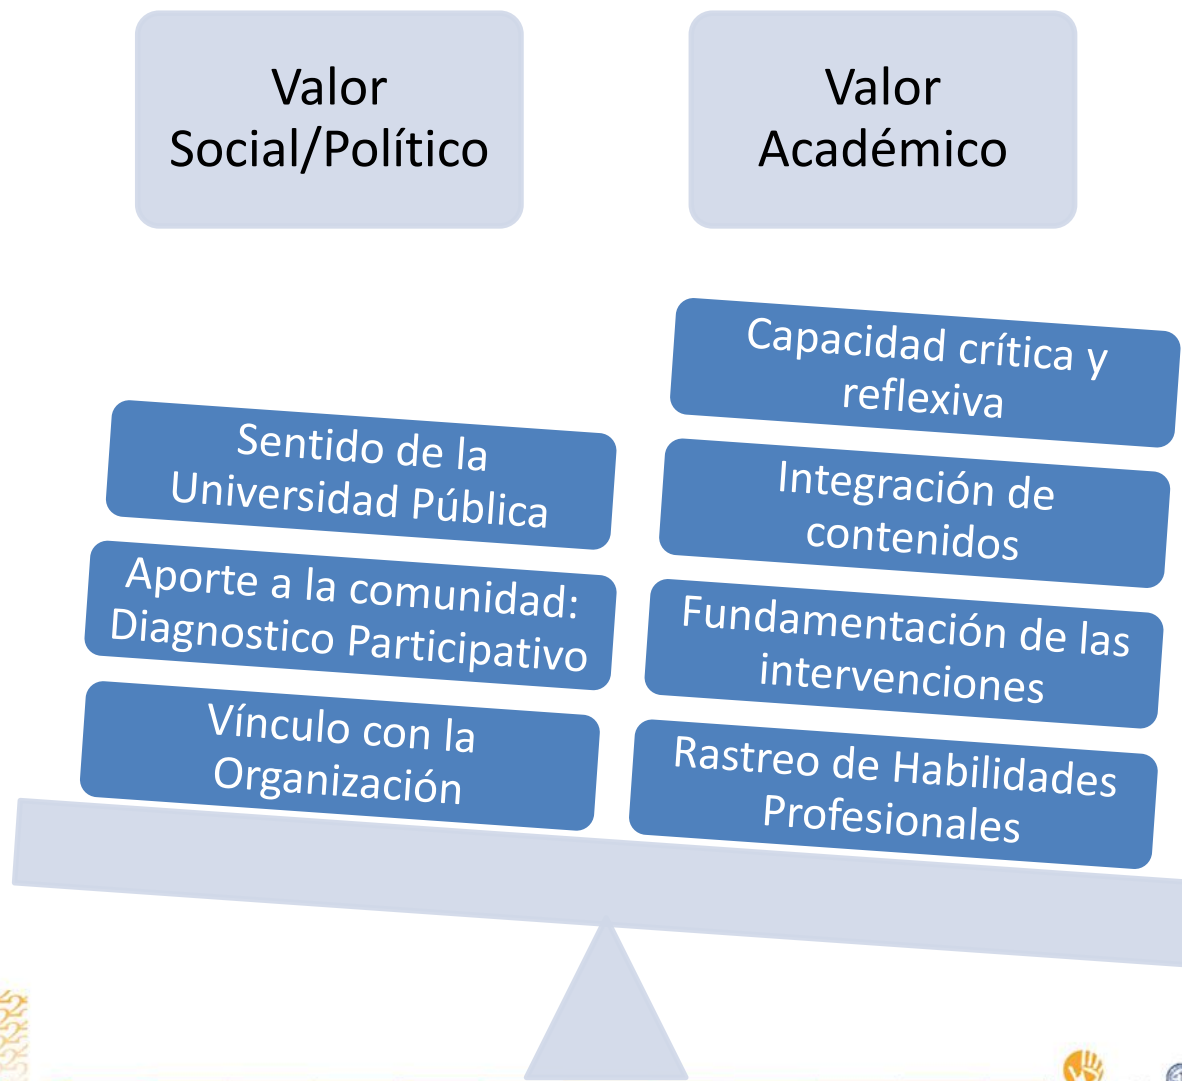 Valor
Social/Político
Valor
Académico
Sentido de la
Universidad Pública
Aporte a la comunidad:
Diagnostico Participativo
Vínculo con la
Organización
Capacidad crítica y
reflexiva
Integración de
contenidos
Fundamentación de las
intervenciones
Rastreo de Habilidades
Profesionales